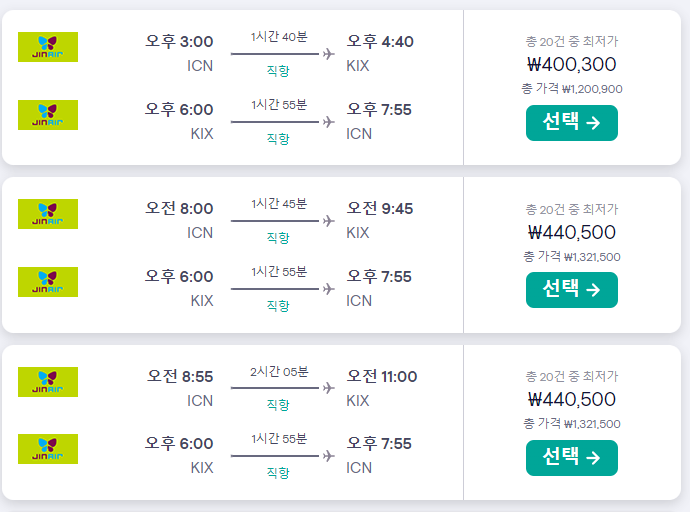 JINAIR
오후 3:00
1시간 40분
오후 4:40
ICN
직항
KIX
JINAIR
오후 6:00
1시간 55분
오후 7:55
KIX
직항
ICN
총 20건 중 최저가
₩400,300
총 가격 ₩1,200,900
선택 →
JINAIR
오전 8:00
1시간 45분
오전 9:45
ICN
직항
KIX
JINAIR
오후 6:00
1시간 55분
오후 7:55
KIX
직항
ICN
총 20건 중 최저가
₩440,500
총 가격 ₩1,321,500
선택 →
JINAIR
오전 8:55
2시간 05분
오전 11:00
ICN
직항
KIX
JINAIR
오후 6:00
1시간 55분
오후 7:55
KIX
직항
ICN
총 20건 중 최저가
₩440,500
총 가격 ₩1,321,500
선택 →